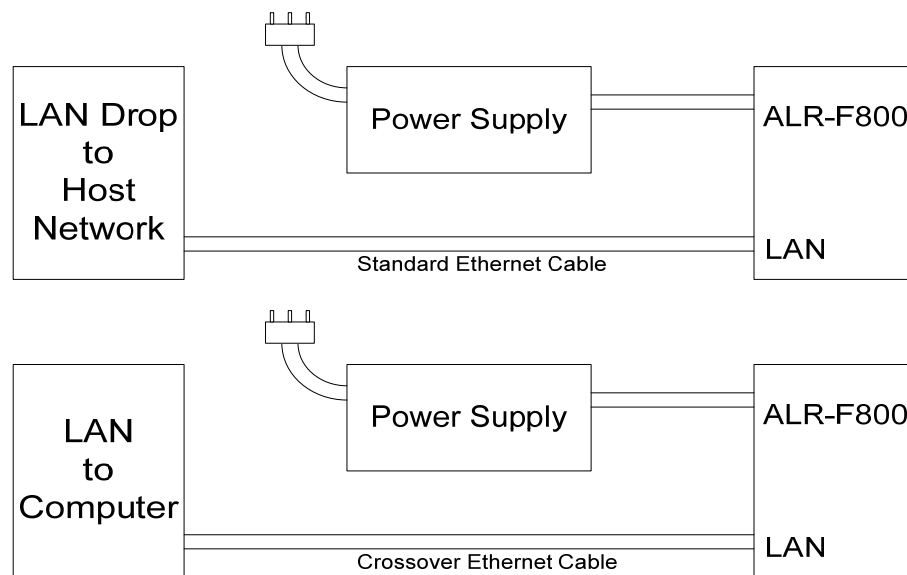 LAN Drop
to
Host
Network
Power Supply
ALR-F800
LAN
Standard Ethernet Cable
LAN
to
Computer
Power Supply
ALR-F800
LAN
Crossover Ethernet Cable